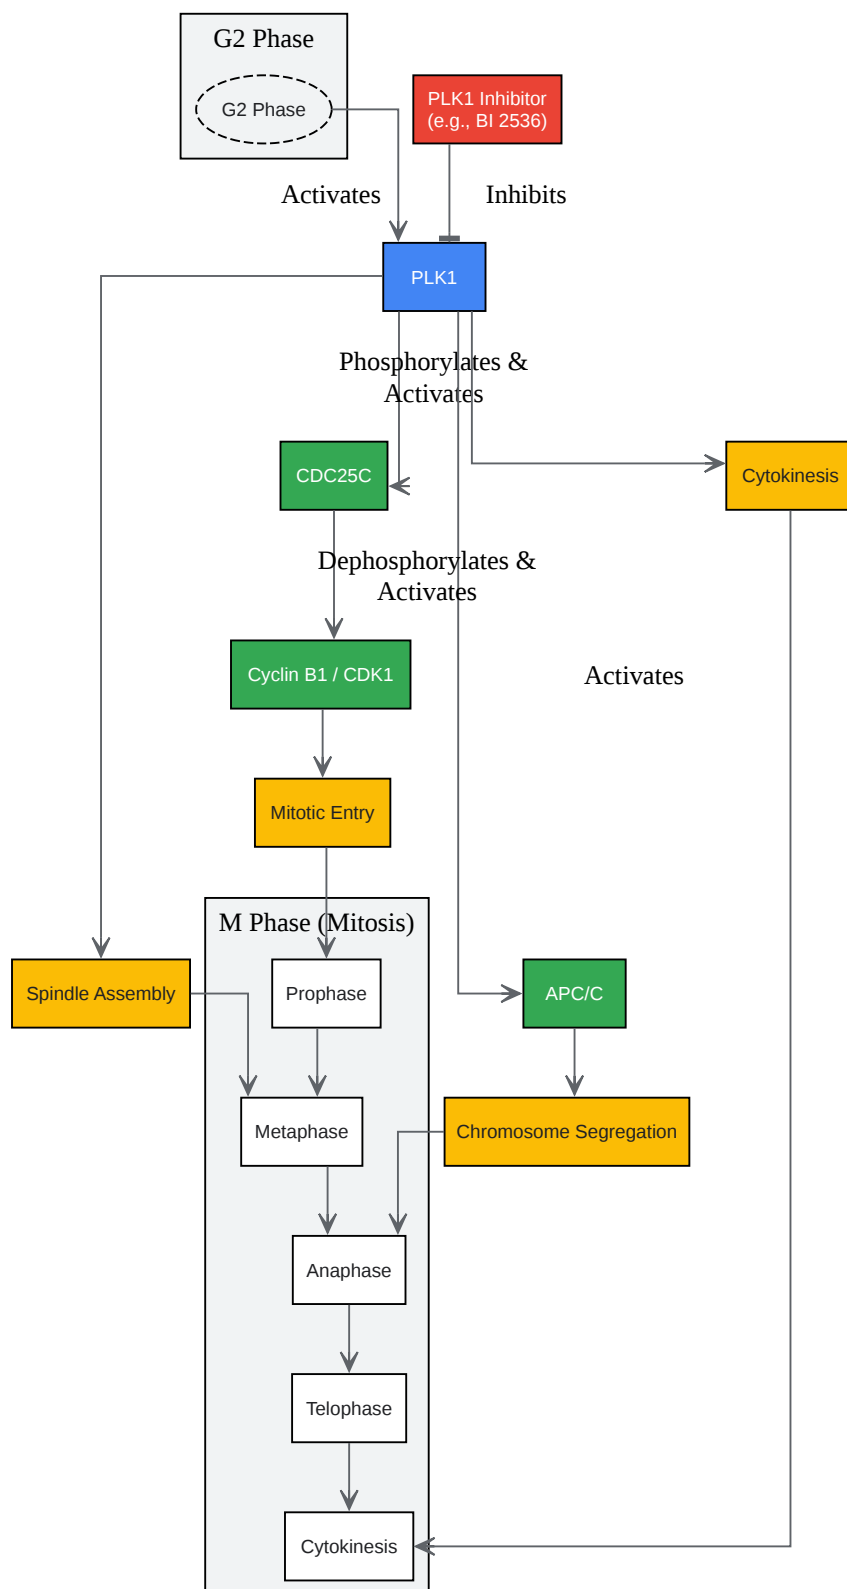 G2 Phase
G2 Phase
PLK1 Inhibitor
(e.g., BI 2536)
Activates
Inhibits
PLK1
Phosphorylates &
Activates
CDC25C
Cytokinesis
Dephosphorylates &
Activates
Cyclin B1 / CDK1
Activates
Mitotic Entry
M Phase (Mitosis)
Spindle Assembly
Prophase
APC/C
Metaphase
Chromosome Segregation
Anaphase
Telophase
Cytokinesis